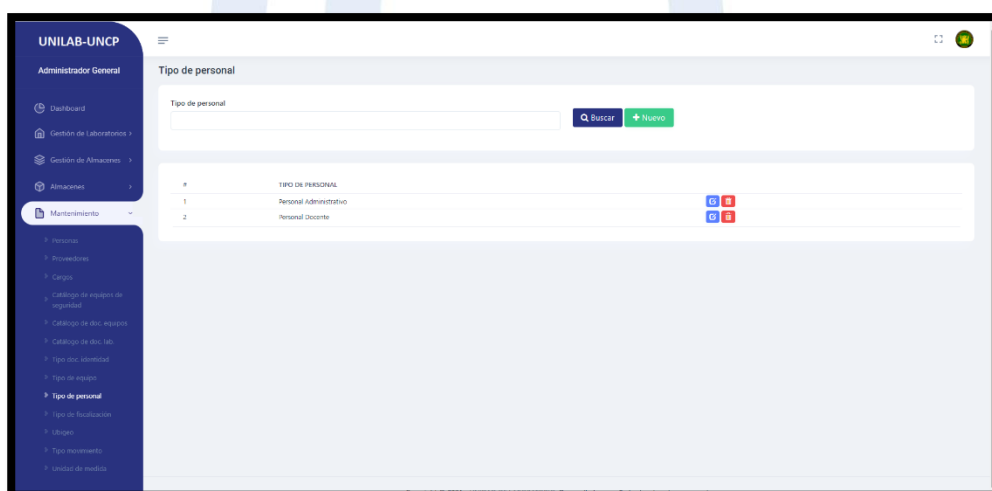 UNILAB-UNCP
Administrador General
Dashboard
Gestión de Laboratorios
Gestión de Almacenes
Almacenes
Mantenimiento
Personas
Proveedores
Cargos
Catálogo de equipos de
seguridad
Catálogo de doc. equipos
Catálogo de doc. lab.
Tipo doc. identidad
Tipo de equipo
Tipo de personal
Tipo de fiscalización
Ubigeo
Tipo movimiento
Unidad de medida
Tipo de personal
Tipo de personal
Buscar
+ Nuevo
# TIPO DE PERSONAL
1 Personal Administrativo
2 Personal Docente